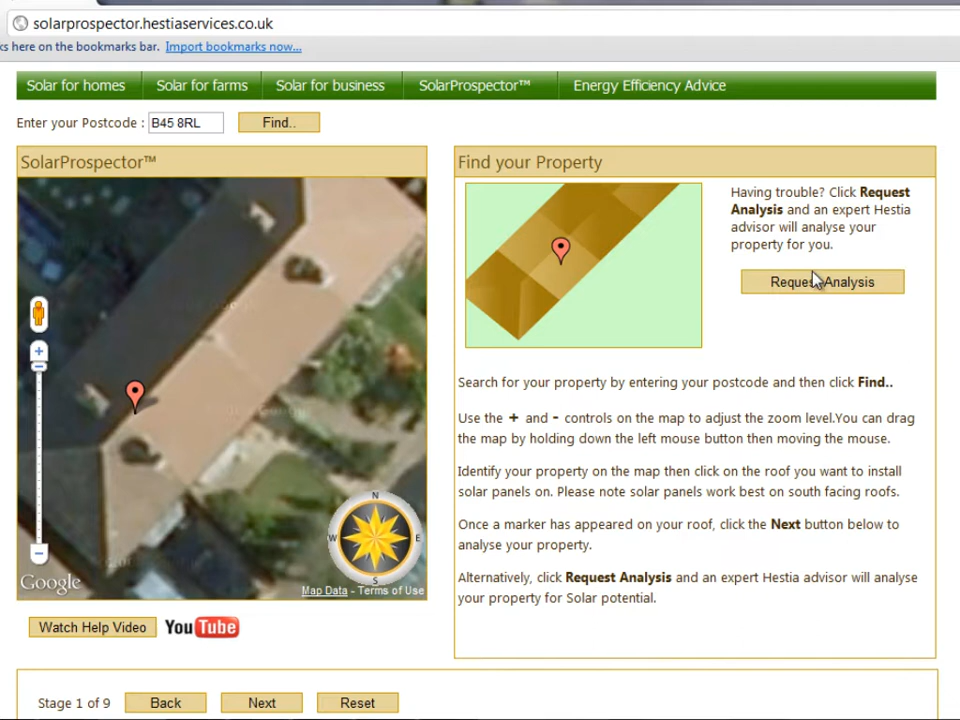 solarprospector.hestiaservices.co.uk
ks here on the bookmarks bar. Import bookmarks now...
Solar for homes Solar for farms Solar for business SolarProspector™ Energy Efficiency Advice
Enter your Postcode : B45 8RL Find..
SolarProspector™
N
W E
S
Google
Map Data - Terms of Use
Watch Help Video YouTube
Find your Property
Having trouble? Click Request
Analysis and an expert Hestia
advisor will analyse your
property for you.
Request Analysis
Search for your property by entering your postcode and then click Find..
Use the + and - controls on the map to adjust the zoom level.You can drag
the map by holding down the left mouse button then moving the mouse.
Identify your property on the map then click on the roof you want to install
solar panels on. Please note solar panels work best on south facing roofs.
Once a marker has appeared on your roof, click the Next button below to
analyse your property.
Alternatively, click Request Analysis and an expert Hestia advisor will analyse
your property for Solar potential.
Stage 1 of 9 Back Next Reset